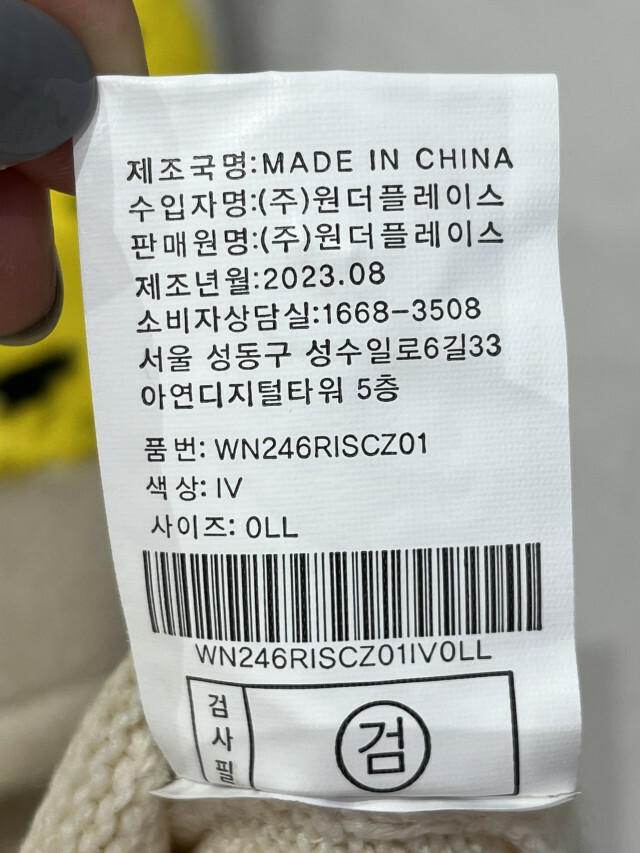 제조국명:MADE IN CHINA
수입자명:(주)원더플레이스
판매원명:(주)원더플레이스
제조년월:2023.08
소비자상담실:1668-3508
서울 성동구 성수일로6길33
아연디지털타워 5층
품번: WN246RISCZ01
색상: IV
사이즈: 0LL
WN246RISCZ01IV0LL
검사필
검